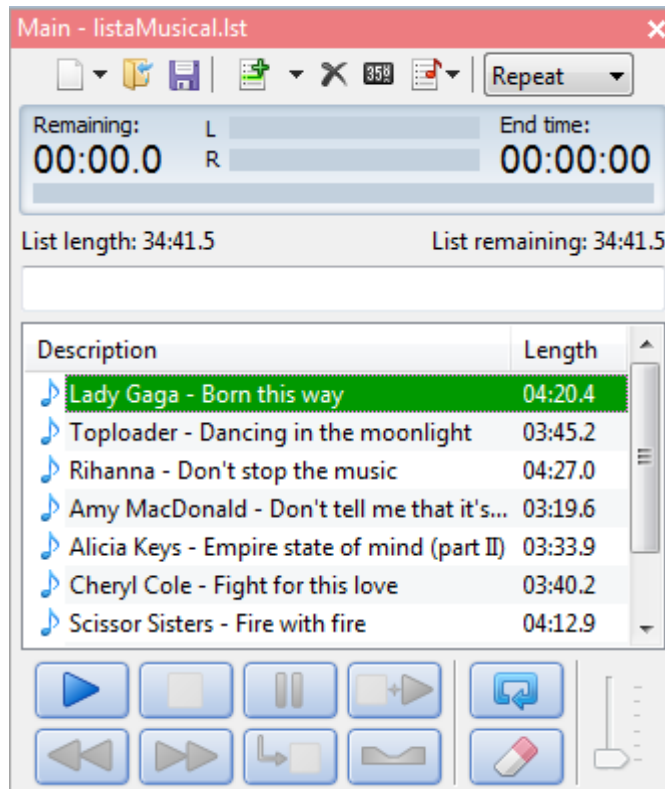 Main - listaMusical.lst
359
Repeat
Remaining: L End time:
00:00.0 R 00:00:00
List length: 34:41.5 List remaining: 34:41.5
Description Length
Lady Gaga - Born this way 04:20.4
Toploader - Dancing in the moonlight 03:45.2
Rihanna - Don't stop the music 04:27.0
Amy MacDonald - Don't tell me that it's... 03:19.6
Alicia Keys - Empire state of mind (part II) 03:33.9
Cheryl Cole - Fight for this love 03:40.2
Scissor Sisters - Fire with fire 04:12.9